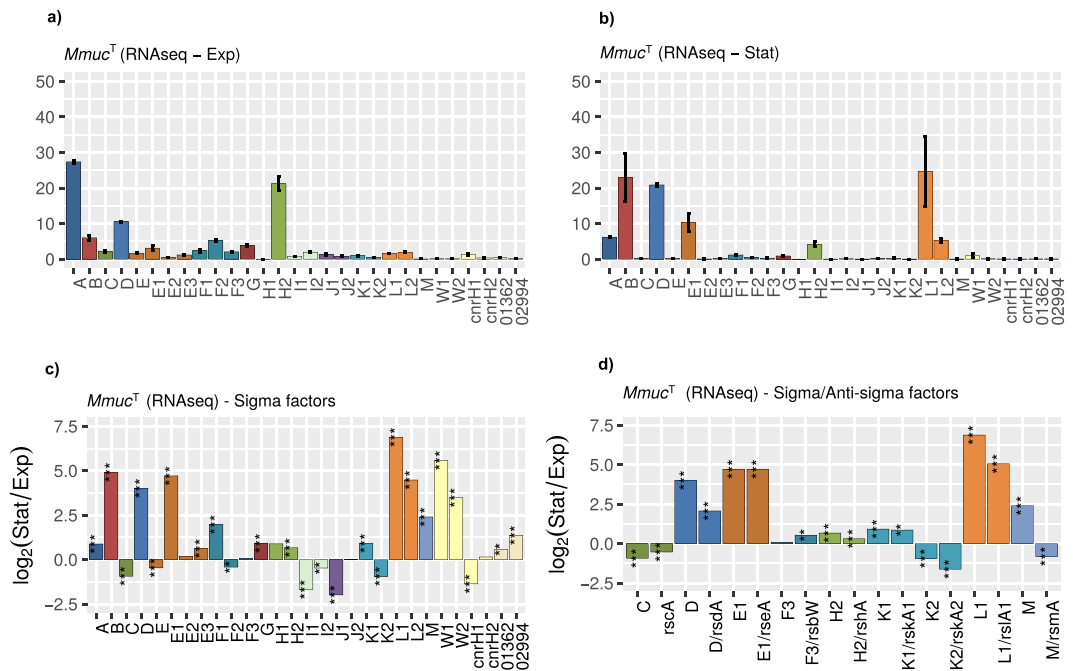 a)
MmucT (RNAseq – Exp)
50
40
30
20
10
0
A
B
C
D
E
E1
E2
E3
F1
F2
F3
G
H1
H2
I1
I2
J1
J2
K1
K2
L1
L2
M
W1
W2
cnrH1
cnrH2
01362
02994
b)
MmucT (RNAseq – Stat)
50
40
30
20
10
0
A
B
C
D
E
E1
E2
E3
F1
F2
F3
G
H1
H2
I1
I2
J1
J2
K1
K2
L1
L2
M
W1
W2
cnrH1
cnrH2
01362
02994
c)
MmucT (RNAseq) - Sigma factors
log2(Stat/Exp)
7.5
5.0
2.5
0.0
−2.5
***
***
***
***
***
***
***
***
**
***
***
***
**
***
***
***
***
***
***
***
***
***
***
***
***
A
B
C
D
E
E1
E2
E3
F1
F2
F3
G
H1
H2
I1
I2
J1
J2
K1
K2
L1
L2
M
W1
W2
cnrH1
cnrH2
01362
02994
d)
MmucT (RNAseq) - Sigma/Anti-sigma factors
log2(Stat/Exp)
7.5
5.0
2.5
0.0
−2.5
***
***
***
***
***
***
***
***
***
***
**
***
***
***
***
***
***
C
rscA
D
D/rsdA
E1
E1/rseA
F3
F3/rsbW
H2
H2/rshA
K1
K1/rskA1
K2
K2/rskA2
L1
L1/rslA1
M
M/rsmA